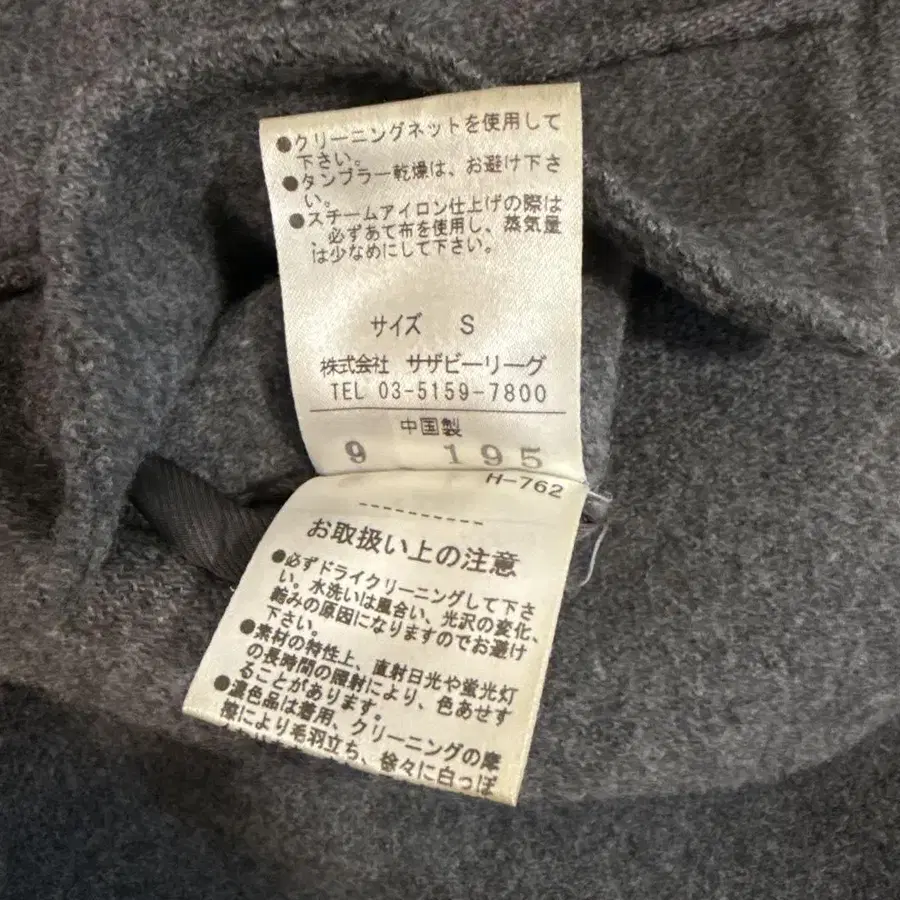 ●クリーニングネットを使用して
下さい。
●タンブラー乾燥は、お避け下さ
い。
●スチームアイロン仕上げの際は
、必ずあて布を使用し、蒸気量
は少なめにして下さい。
サイズ S
株式会社 サザビーリーグ
TEL 03-5159-7800
中国製
9 195
H-762
----------
お取扱い上の注意
●必ずドライクリーニングして下さ
い。水洗いは風合い、光沢の変化、
縮みの原因になりますのでお避け
下さい。
●素材の特性上、直射日光や蛍光灯
の長時間の照射により、色あせす
ることがあります。
●濃色品は着用、クリーニングの摩
擦により毛羽立ち、徐々に白っぽ